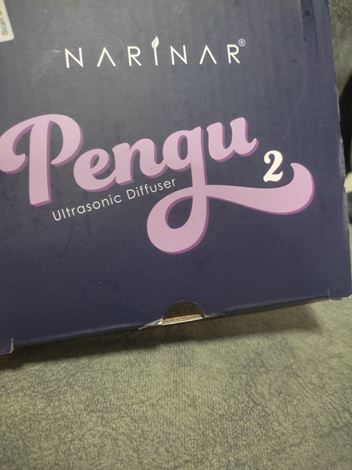 NARINAR®
Pengu 2
Ultrasonic Diffuser